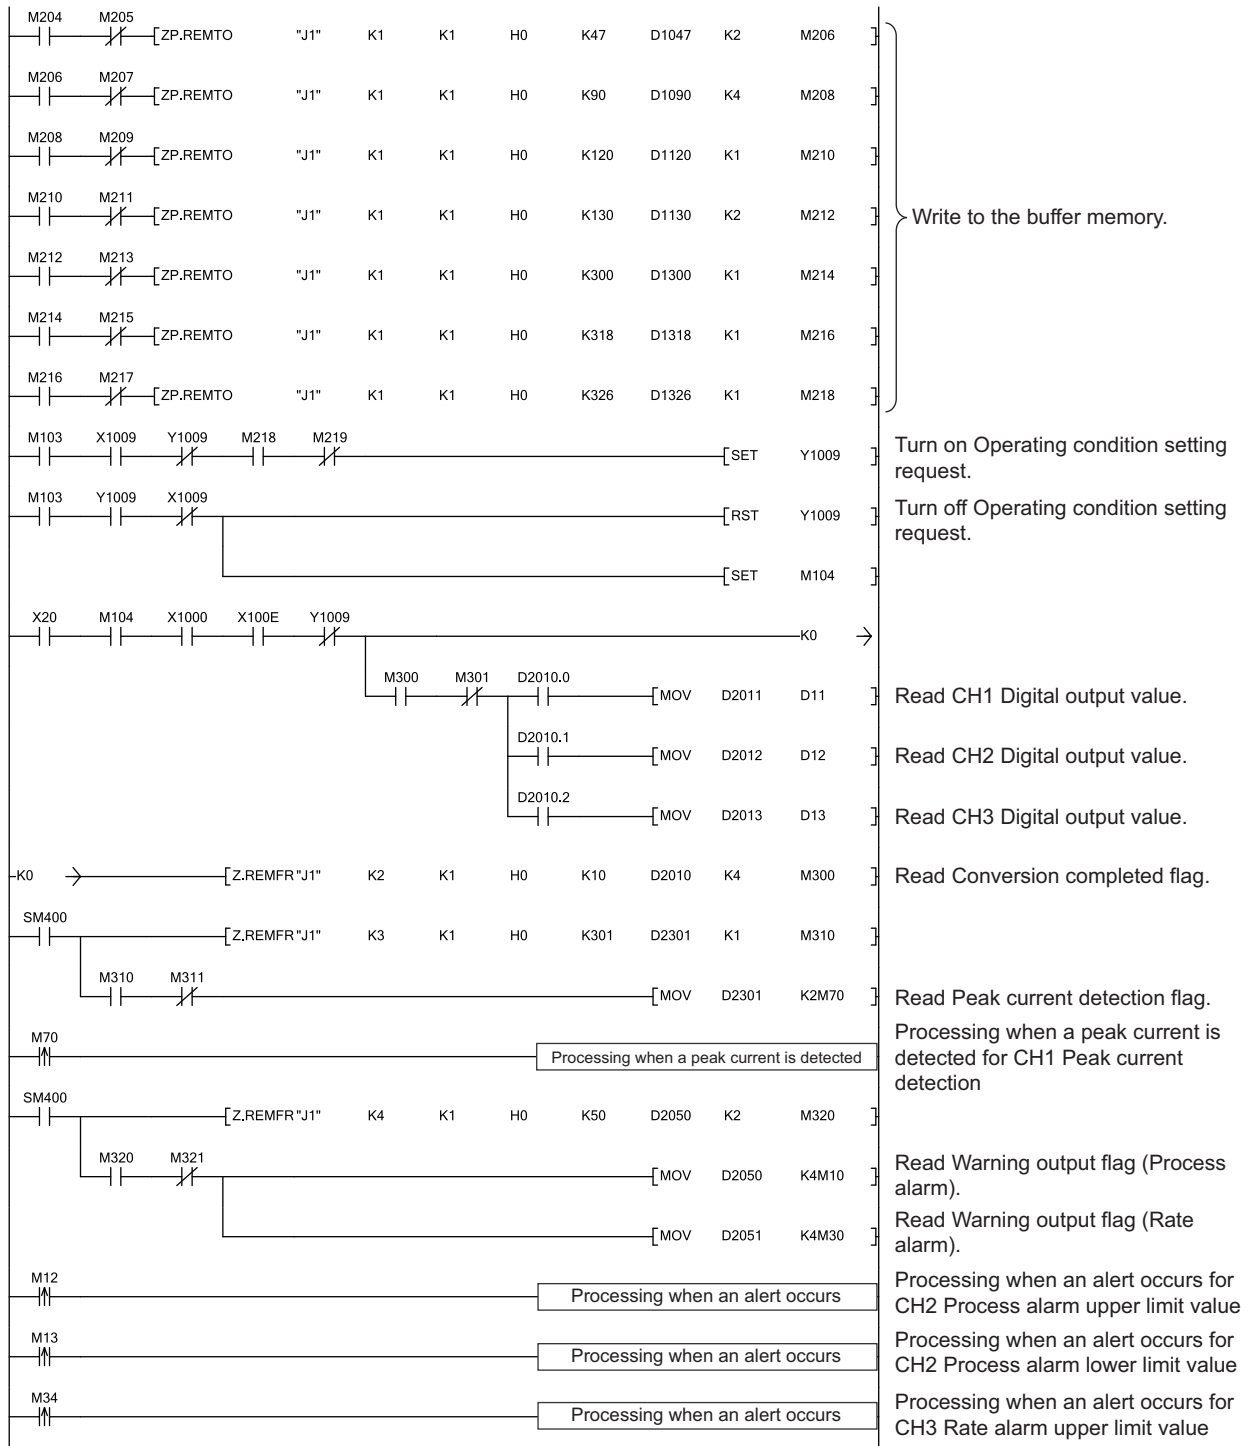 M204 M205
[ZP.REMTO "J1" K1 K1 H0 K47 D1047 K2 M206 ]
M206 M207
[ZP.REMTO "J1" K1 K1 H0 K90 D1090 K4 M208 ]
M208 M209
[ZP.REMTO "J1" K1 K1 H0 K120 D1120 K1 M210 ]
M210 M211
[ZP.REMTO "J1" K1 K1 H0 K130 D1130 K2 M212 ]
Write to the buffer memory.
M212 M213
[ZP.REMTO "J1" K1 K1 H0 K300 D1300 K1 M214 ]
M214 M215
[ZP.REMTO "J1" K1 K1 H0 K318 D1318 K1 M216 ]
M216 M217
[ZP.REMTO "J1" K1 K1 H0 K326 D1326 K1 M218 ]
M103 X1009 Y1009 M218 M219
[SET Y1009 ]
Turn on Operating condition setting
request.
M103 Y1009 X1009
[RST Y1009 ]
Turn off Operating condition setting
request.
[SET M104 ]
X20 M104 X1000 X100E Y1009
K0
M300 M301 D2010.0
[MOV D2011 D11 ]
Read CH1 Digital output value.
D2010.1
[MOV D2012 D12 ]
Read CH2 Digital output value.
D2010.2
[MOV D2013 D13 ]
Read CH3 Digital output value.
K0
[Z.REMFR "J1" K2 K1 H0 K10 D2010 K4 M300 ]
Read Conversion completed flag.
SM400
[Z.REMFR "J1" K3 K1 H0 K301 D2301 K1 M310 ]
M310 M311
[MOV D2301 K2M70 ]
Read Peak current detection flag.
M70
Processing when a peak current is detected
Processing when a peak current is
detected for CH1 Peak current
detection
SM400
[Z.REMFR "J1" K4 K1 H0 K50 D2050 K2 M320 ]
M320 M321
[MOV D2050 K4M10 ]
Read Warning output flag (Process
alarm).
[MOV D2051 K4M30 ]
Read Warning output flag (Rate
alarm).
M12
Processing when an alert occurs
Processing when an alert occurs for
CH2 Process alarm upper limit value
M13
Processing when an alert occurs
Processing when an alert occurs for
CH2 Process alarm lower limit value
M34
Processing when an alert occurs
Processing when an alert occurs for
CH3 Rate alarm upper limit value